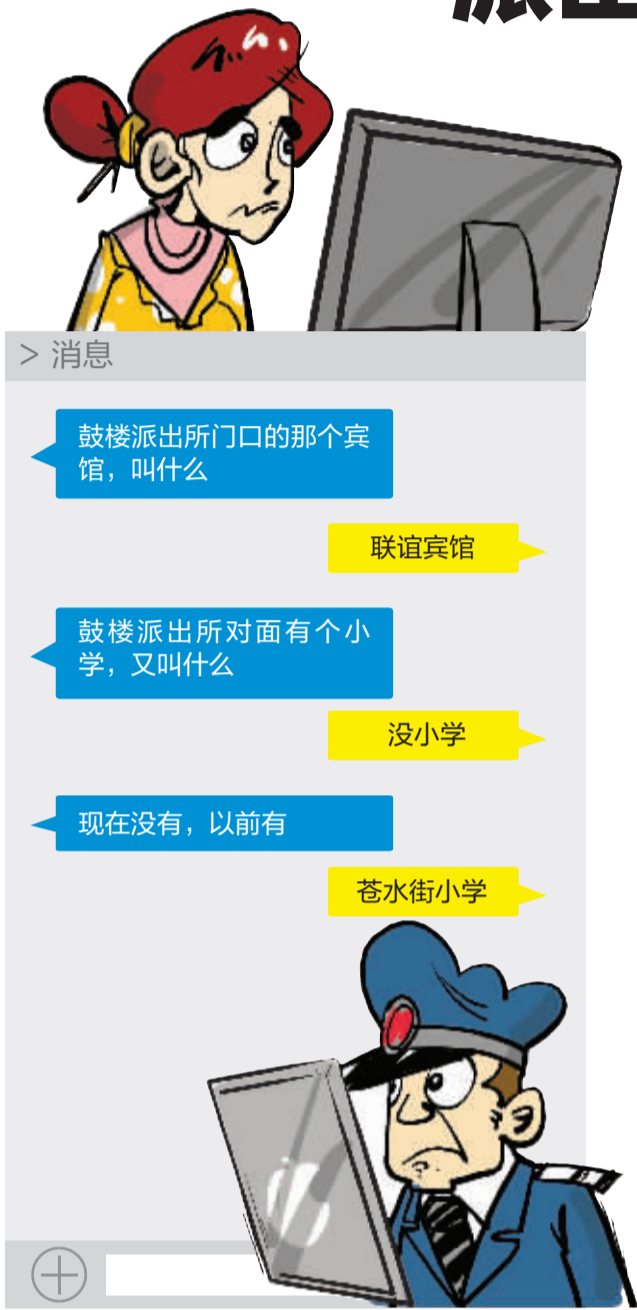 > 消息
鼓楼派出所门口的那个宾
馆，叫什么
联谊宾馆
鼓楼派出所对面有个小
学，又叫什么
没小学
现在没有，以前有
苍水街小学